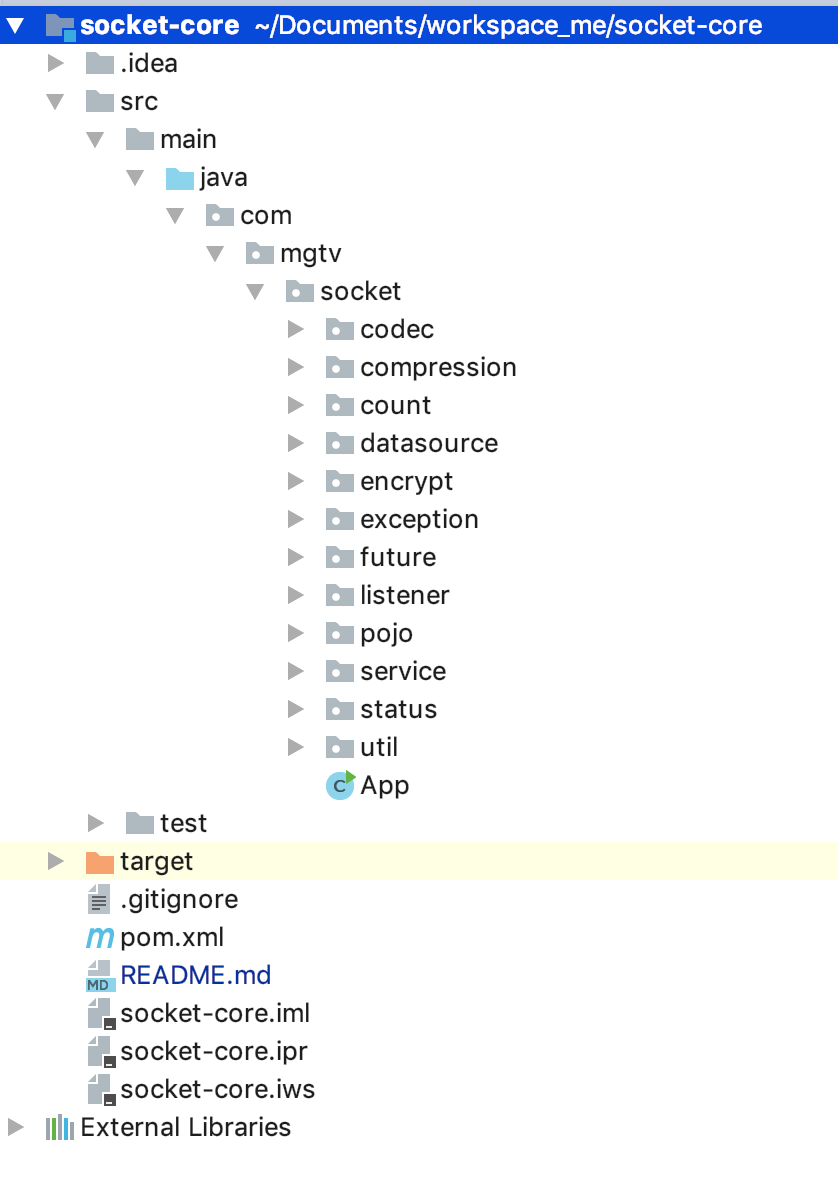 socket-core ~/Documents/workspace_me/socket-core
.idea
src
main
java
com
mgtv
socket
codec
compression
count
datasource
encrypt
exception
future
listener
pojo
service
status
util
C App
test
target
.gitignore
m pom.xml
MD README.md
socket-core.iml
socket-core.ipr
socket-core.iws
External Libraries